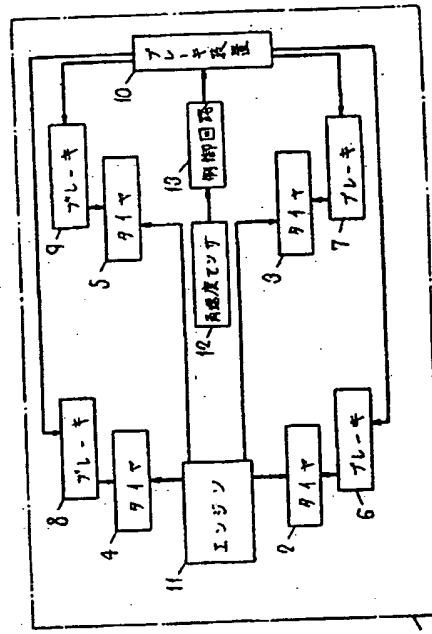 10
ブレーキ装置
9
ブレーキ
5
タイヤ
13
制御回路
角速度センサ
12
3
タイヤ
7
ブレーキ
8
ブレーキ
4
タイヤ
11
エンジン
2
タイヤ
6
ブレーキ